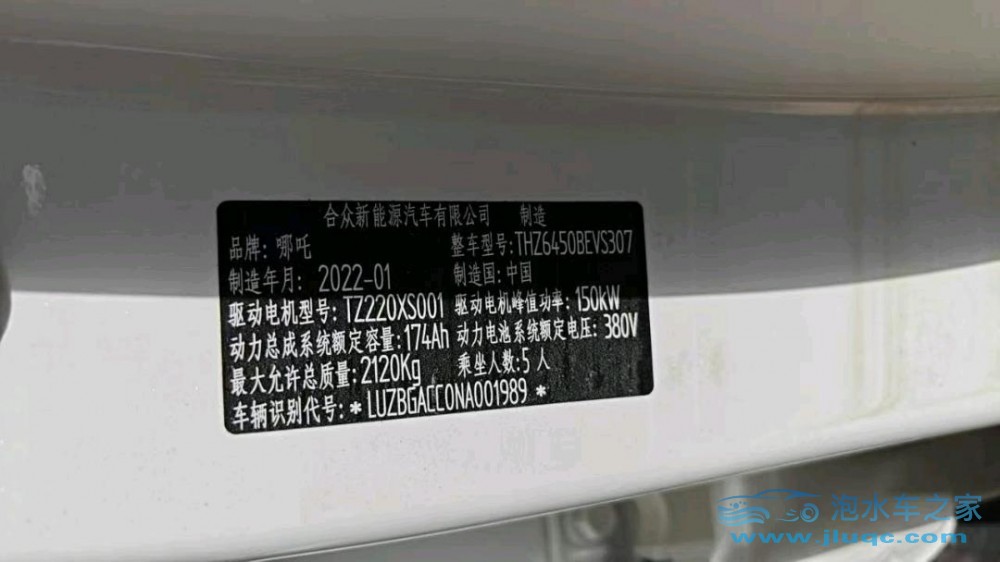 合众新能源汽车有限公司 制造
品牌: 哪吒 整车型号:THZ6450BEVS307
制造年月: 2022-01 制造国: 中国
驱动电机型号: TZ220XS001 驱动电机峰值功率: 150KW
动力总成系统额定容量:174Ah 动力电池系统额定电压: 380V
最大允许总质量:2120Kg 乘坐人数:5 人
车辆识别代号: *LUZBGACC0NA001989 *
泡水车之家
www.jluqc.com